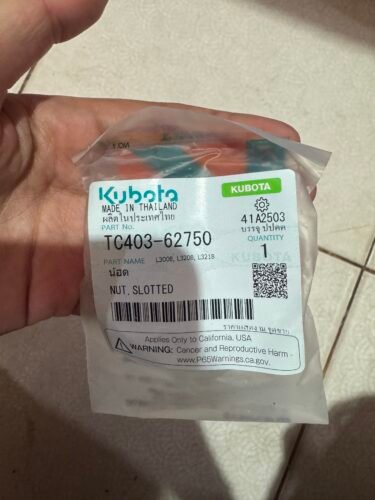 Kubota
KUBOTA
MADE IN THAILAND
ผลิตในประเทศไทย
41A2503
บรรจุ ปปคค
PART No.
TC403-62750
QUANTITY
1
PART NAME L3008, L3208, L3218
น๊อต
NUT, SLOTTED
Applies Only to California, USA
WARNING: Cancer and Reproductive Harm -
www.P65Warnings.ca.gov.